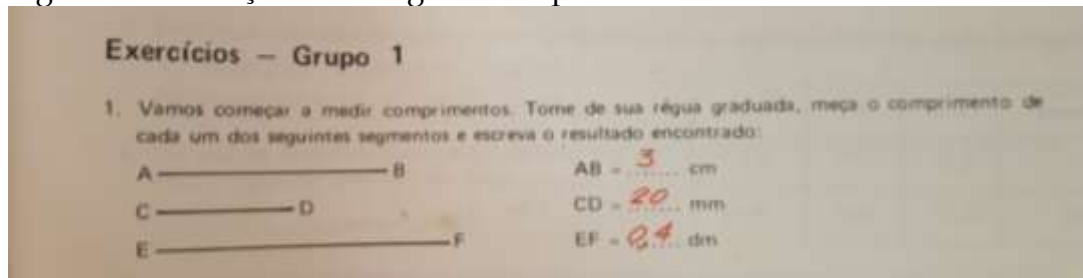 Exercícios — Grupo 1
1. Vamos começar a medir comprimentos. Tome de sua régua graduada, meça o comprimento de
cada um dos seguintes segmentos e escreva o resultado encontrado:
A B AB = 3 cm
C D CD = 20 mm
E F EF = 0,4 dm